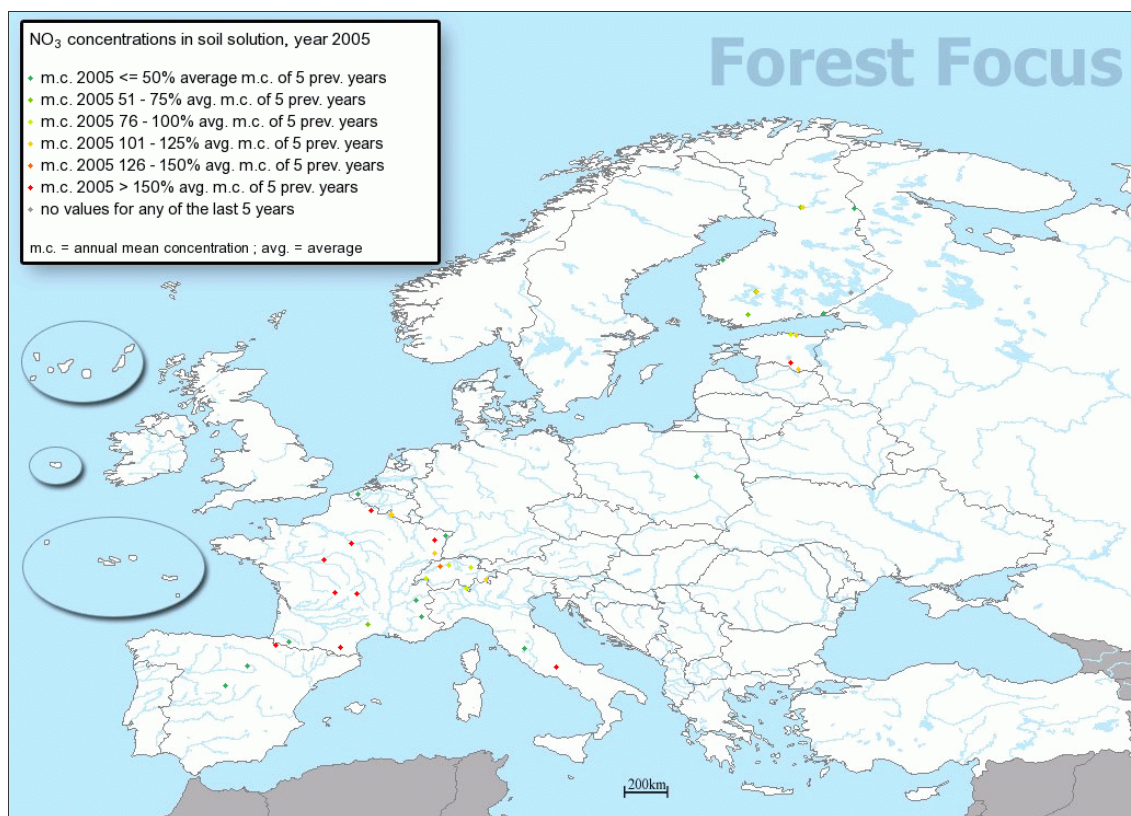 NO3 concentrations in soil solution, year 2005
m.c. 2005 <= 50% average m.c. of 5 prev. years
m.c. 2005 51 - 75% avg. m.c. of 5 prev. years
m.c. 2005 76 - 100% avg. m.c. of 5 prev. years
m.c. 2005 101 - 125% avg. m.c. of 5 prev. years
m.c. 2005 126 - 150% avg. m.c. of 5 prev. years
m.c. 2005 > 150% avg. m.c. of 5 prev. years
no values for any of the last 5 years
m.c. = annual mean concentration ; avg. = average
Forest Focus
200km